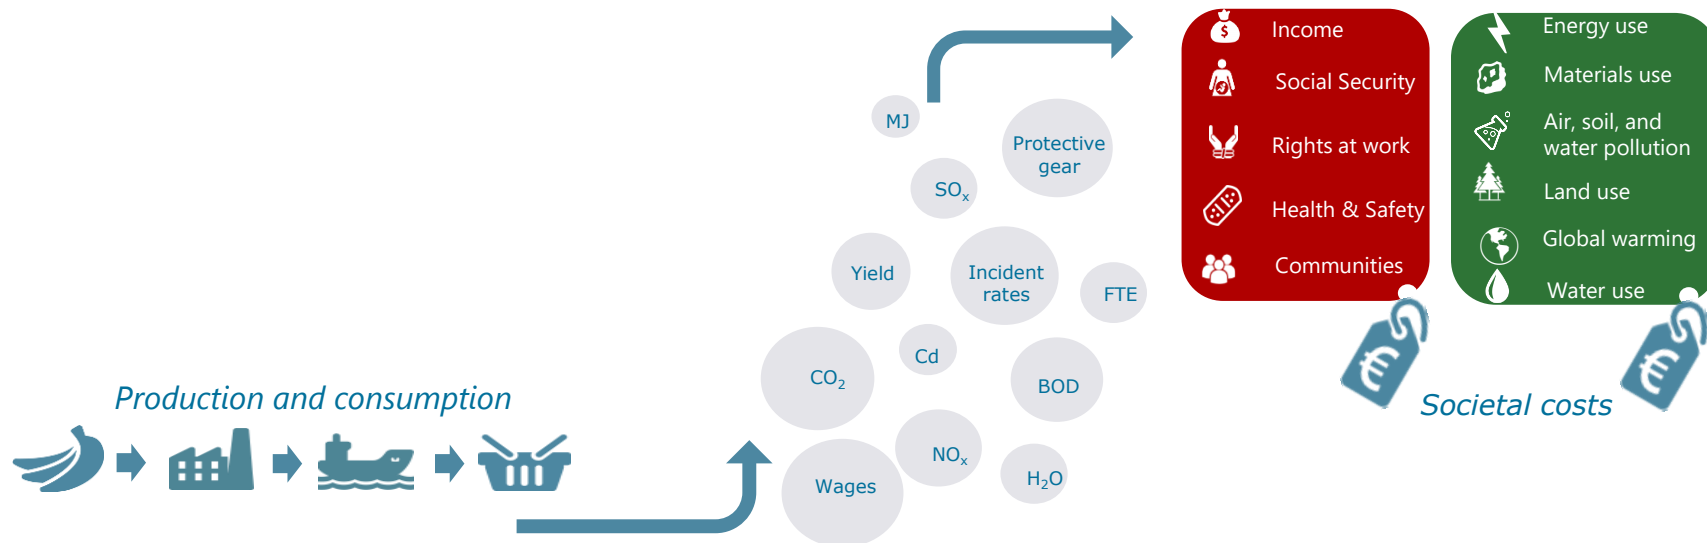 Production and consumption
MJ
Protective
gear
SOₓ
Yield
Incident
rates
FTE
Cd
CO₂
BOD
NOₓ
Wages
H₂O
$
Income
Social Security
Rights at work
Health & Safety
Communities
Energy use
Materials use
Air, soil, and
water pollution
Land use
Global warming
Water use
€
€
Societal costs